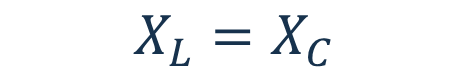 X_L = X_C